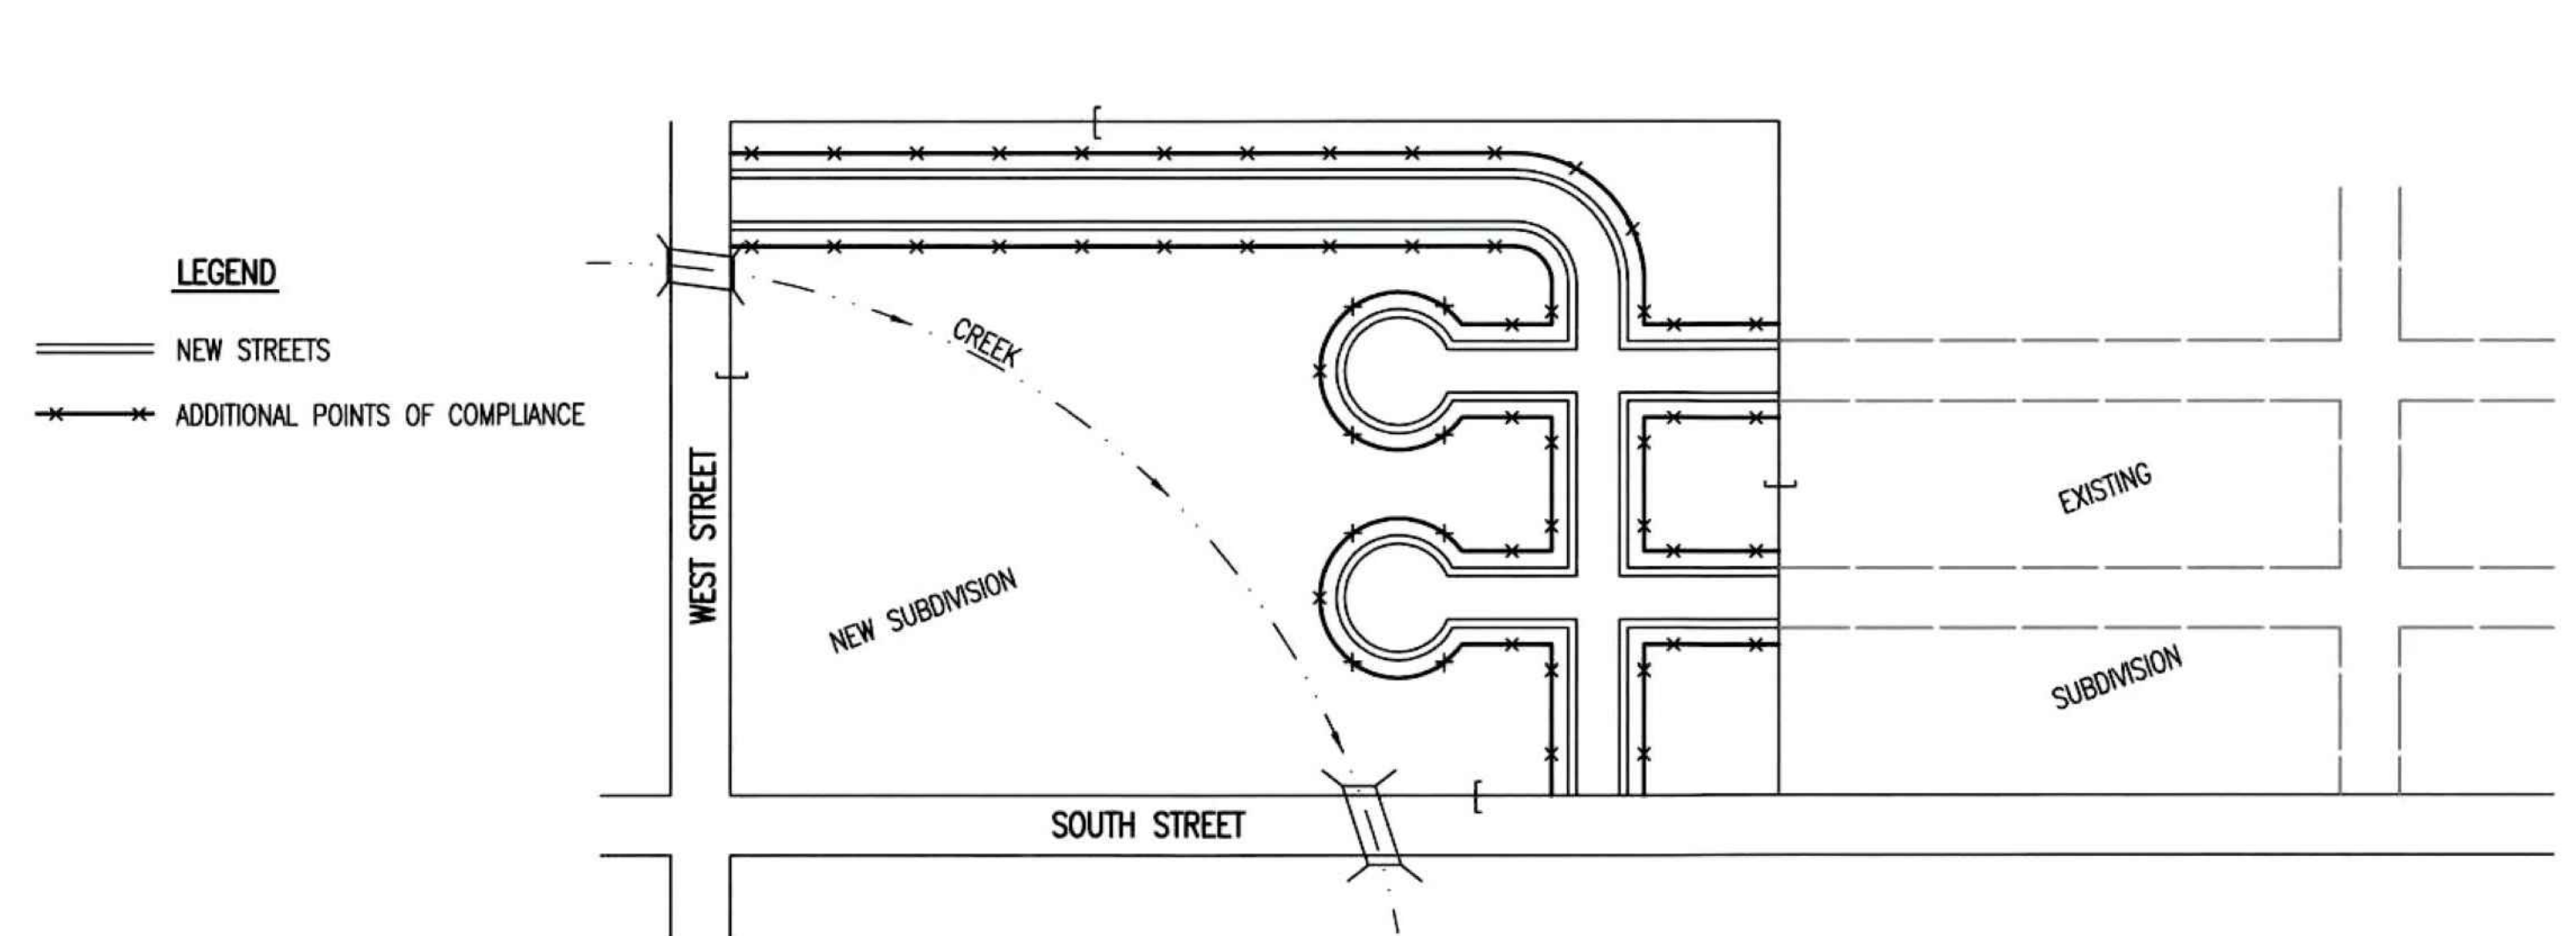 LEGEND
NEW STREETS
ADDITIONAL POINTS OF COMPLIANCE
WEST STREET
CREEK
NEW SUBDIVISION
SOUTH STREET
EXISTING
SUBDIVISION